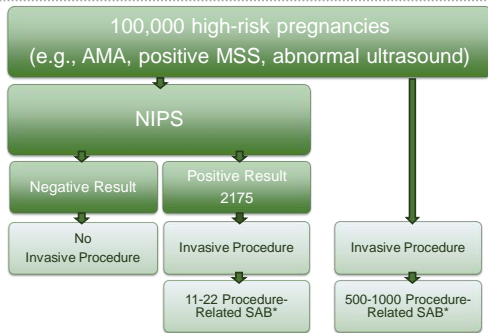 100,000 high-risk pregnancies
(e.g., AMA, positive MSS, abnormal ultrasound)
NIPS
Negative Result
Positive Result
2175
No
Invasive Procedure
Invasive Procedure
Invasive Procedure
11-22 Procedure-
Related SAB*
500-1000 Procedure-
Related SAB*